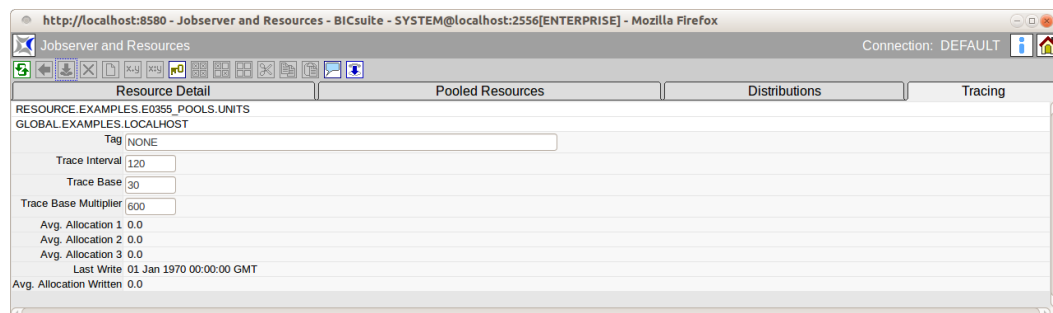 http://localhost:8580 - Jobserver and Resources - BICsuite - SYSTEM@localhost:2556[ENTERPRISE] - Mozilla Firefox
Jobserver and Resources Connection: DEFAULT
Resource Detail Pooled Resources Distributions Tracing
RESOURCE.EXAMPLES.E0355_POOLS.UNITS
GLOBAL.EXAMPLES.LOCALHOST
Tag NONE
Trace Interval 120
Trace Base 30
Trace Base Multiplier 600
Avg. Allocation 1 0.0
Avg. Allocation 2 0.0
Avg. Allocation 3 0.0
Last Write 01 Jan 1970 00:00:00 GMT
Avg. Allocation Written 0.0